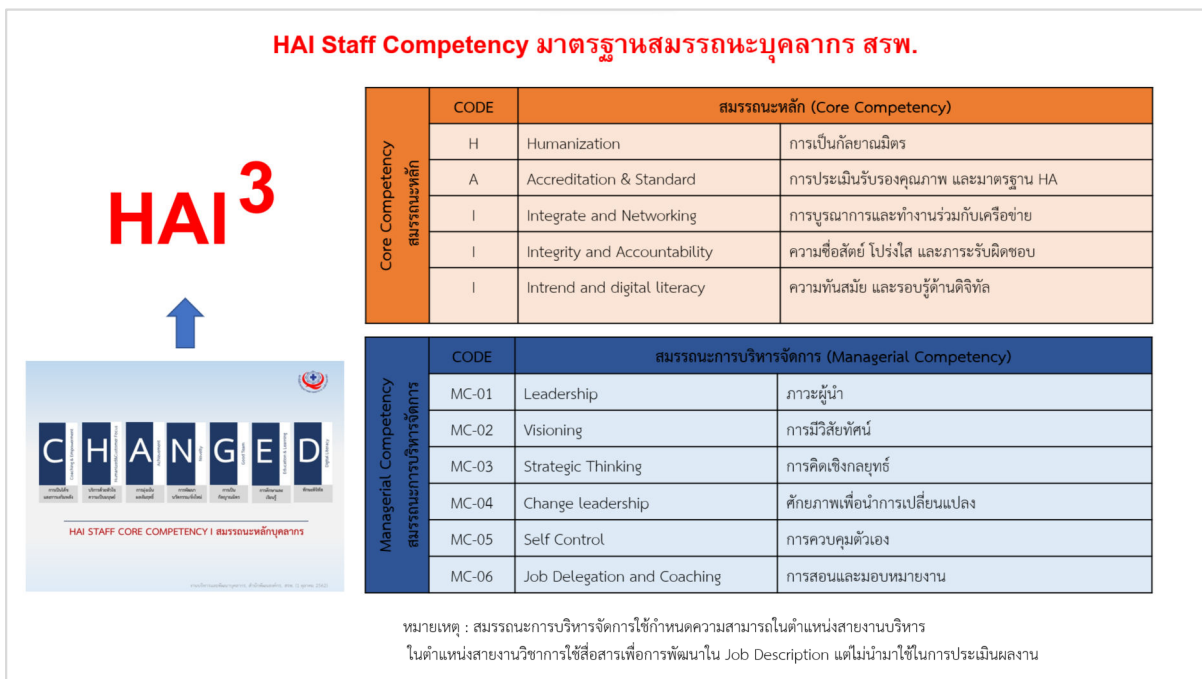 HAI Staff Competency มาตรฐานสมรรถนะบุคลากร สรพ.
HAI³
Core Competency
สมรรถนะหลัก
CODE สมรรถนะหลัก (Core Competency)
H Humanization การเป็นกัลยาณมิตร
A Accreditation & Standard การประเมินรับรองคุณภาพ และมาตรฐาน HA
I Integrate and Networking การบูรณาการและทำงานร่วมกับเครือข่าย
I Integrity and Accountability ความซื่อสัตย์ โปร่งใส และภาระรับผิดชอบ
I Intrend and digital literacy ความทันสมัย และรอบรู้ด้านดิจิทัล
Managerial Competency
สมรรถนะการบริหารจัดการ
CODE สมรรถนะการบริหารจัดการ (Managerial Competency)
MC-01 Leadership ภาวะผู้นำ
MC-02 Visioning การมีวิสัยทัศน์
MC-03 Strategic Thinking การคิดเชิงกลยุทธ์
MC-04 Change leadership ศักยภาพเพื่อนำการเปลี่ยนแปลง
MC-05 Self Control การควบคุมตัวเอง
MC-06 Job Delegation and Coaching การสอนและมอบหมายงาน
C H A N G E D
HAI STAFF CORE COMPETENCY I สมรรถนะหลักบุคลากร
หมายเหตุ : สมรรถนะการบริหารจัดการใช้กำหนดความสามารถในตำแหน่งสายงานบริหาร
ในตำแหน่งสายงานวิชาการใช้สื่อสารเพื่อการพัฒนาใน Job Description แต่ไม่นำมาใช้ในการประเมินผลงาน